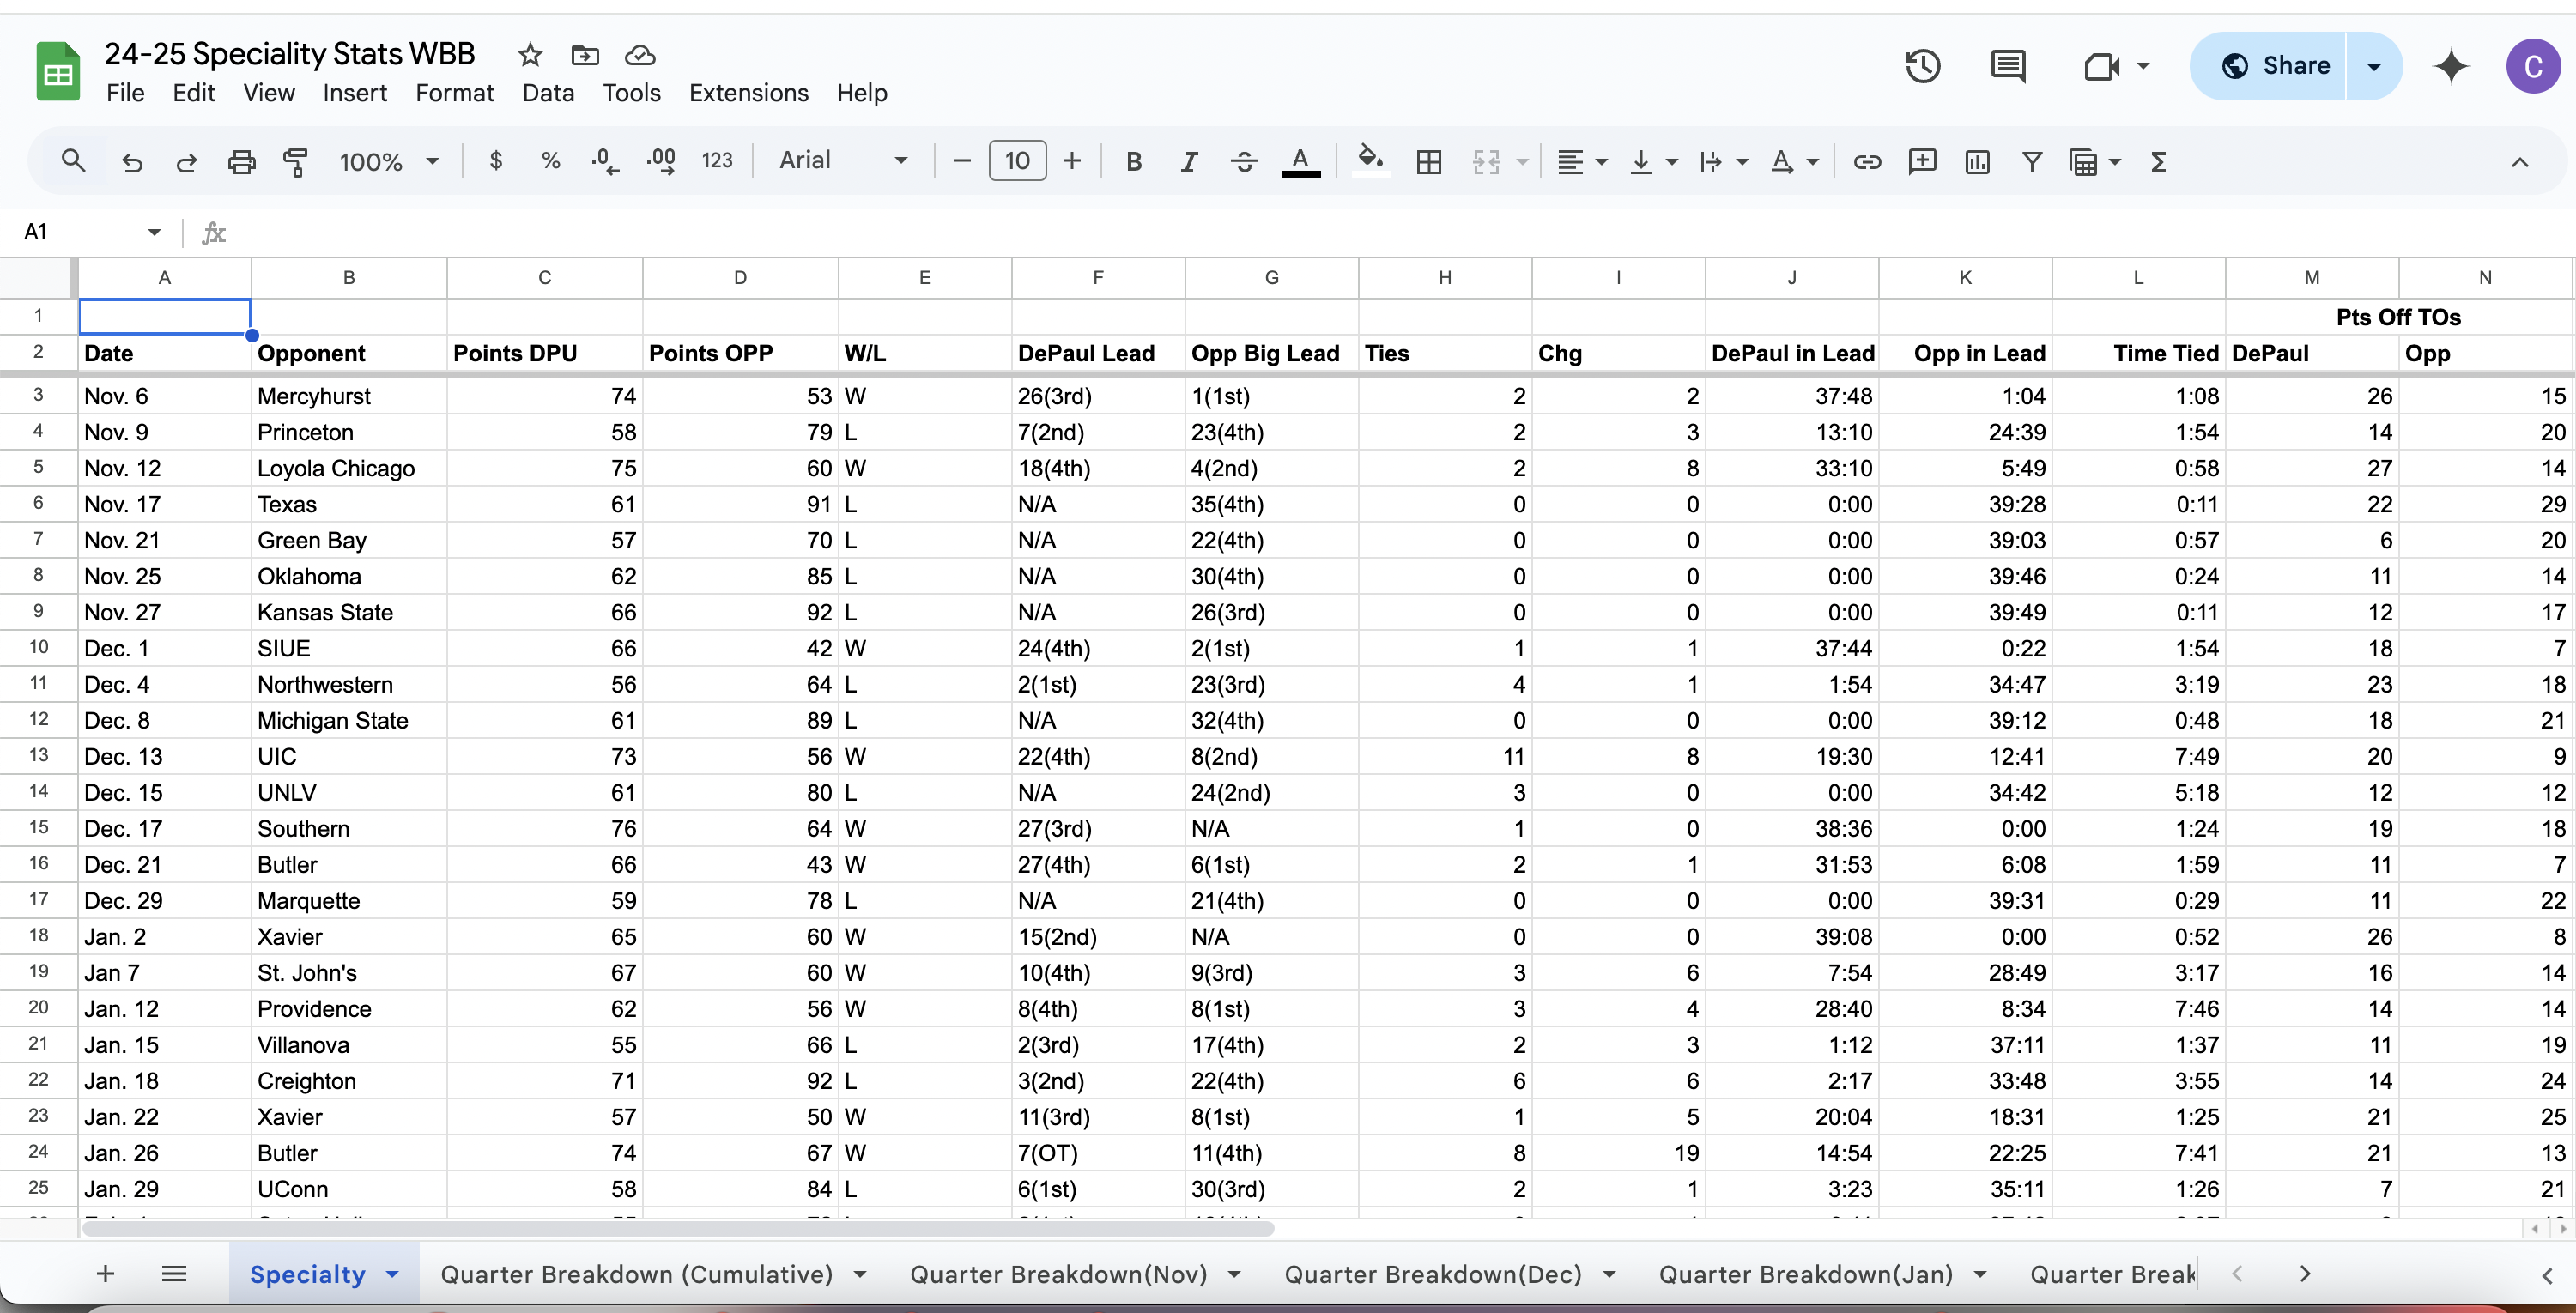 24-25 Speciality Stats WBB
File Edit View Insert Format Data Tools Extensions Help
Share
C
100% $ % .0 .00 123 Arial 10 B I A
A1 fx
A B C D E F G H I J K L M N
1 Pts Off TOs
2 Date Opponent Points DPU Points OPP W/L DePaul Lead Opp Big Lead Ties Chg DePaul in Lead Opp in Lead Time Tied DePaul Opp
3 Nov. 6 Mercyhurst 74 53 W 26(3rd) 1(1st) 2 2 37:48 1:04 1:08 26 15
4 Nov. 9 Princeton 58 79 L 7(2nd) 23(4th) 2 3 13:10 24:39 1:54 14 20
5 Nov. 12 Loyola Chicago 75 60 W 18(4th) 4(2nd) 2 8 33:10 5:49 0:58 27 14
6 Nov. 17 Texas 61 91 L N/A 35(4th) 0 0 0:00 39:28 0:11 22 29
7 Nov. 21 Green Bay 57 70 L N/A 22(4th) 0 0 0:00 39:03 0:57 6 20
8 Nov. 25 Oklahoma 62 85 L N/A 30(4th) 0 0 0:00 39:46 0:24 11 14
9 Nov. 27 Kansas State 66 92 L N/A 26(3rd) 0 0 0:00 39:49 0:11 12 17
10 Dec. 1 SIUE 66 42 W 24(4th) 2(1st) 1 1 37:44 0:22 1:54 18 7
11 Dec. 4 Northwestern 56 64 L 2(1st) 23(3rd) 4 1 1:54 34:47 3:19 23 18
12 Dec. 8 Michigan State 61 89 L N/A 32(4th) 0 0 0:00 39:12 0:48 18 21
13 Dec. 13 UIC 73 56 W 22(4th) 8(2nd) 11 8 19:30 12:41 7:49 20 9
14 Dec. 15 UNLV 61 80 L N/A 24(2nd) 3 0 0:00 34:42 5:18 12 12
15 Dec. 17 Southern 76 64 W 27(3rd) N/A 1 0 38:36 0:00 1:24 19 18
16 Dec. 21 Butler 66 43 W 27(4th) 6(1st) 2 1 31:53 6:08 1:59 11 7
17 Dec. 29 Marquette 59 78 L N/A 21(4th) 0 0 0:00 39:31 0:29 11 22
18 Jan. 2 Xavier 65 60 W 15(2nd) N/A 0 0 39:08 0:00 0:52 26 8
19 Jan 7 St. John's 67 60 W 10(4th) 9(3rd) 3 6 7:54 28:49 3:17 16 14
20 Jan. 12 Providence 62 56 W 8(4th) 8(1st) 3 4 28:40 8:34 7:46 14 14
21 Jan. 15 Villanova 55 66 L 2(3rd) 17(4th) 2 3 1:12 37:11 1:37 11 19
22 Jan. 18 Creighton 71 92 L 3(2nd) 22(4th) 6 6 2:17 33:48 3:55 14 24
23 Jan. 22 Xavier 57 50 W 11(3rd) 8(1st) 1 5 20:04 18:31 1:25 21 25
24 Jan. 26 Butler 74 67 W 7(OT) 11(4th) 8 19 14:54 22:25 7:41 21 13
25 Jan. 29 UConn 58 84 L 6(1st) 30(3rd) 2 1 3:23 35:11 1:26 7 21
Specialty Quarter Breakdown (Cumulative) Quarter Breakdown(Nov) Quarter Breakdown(Dec) Quarter Breakdown(Jan) Quarter Break